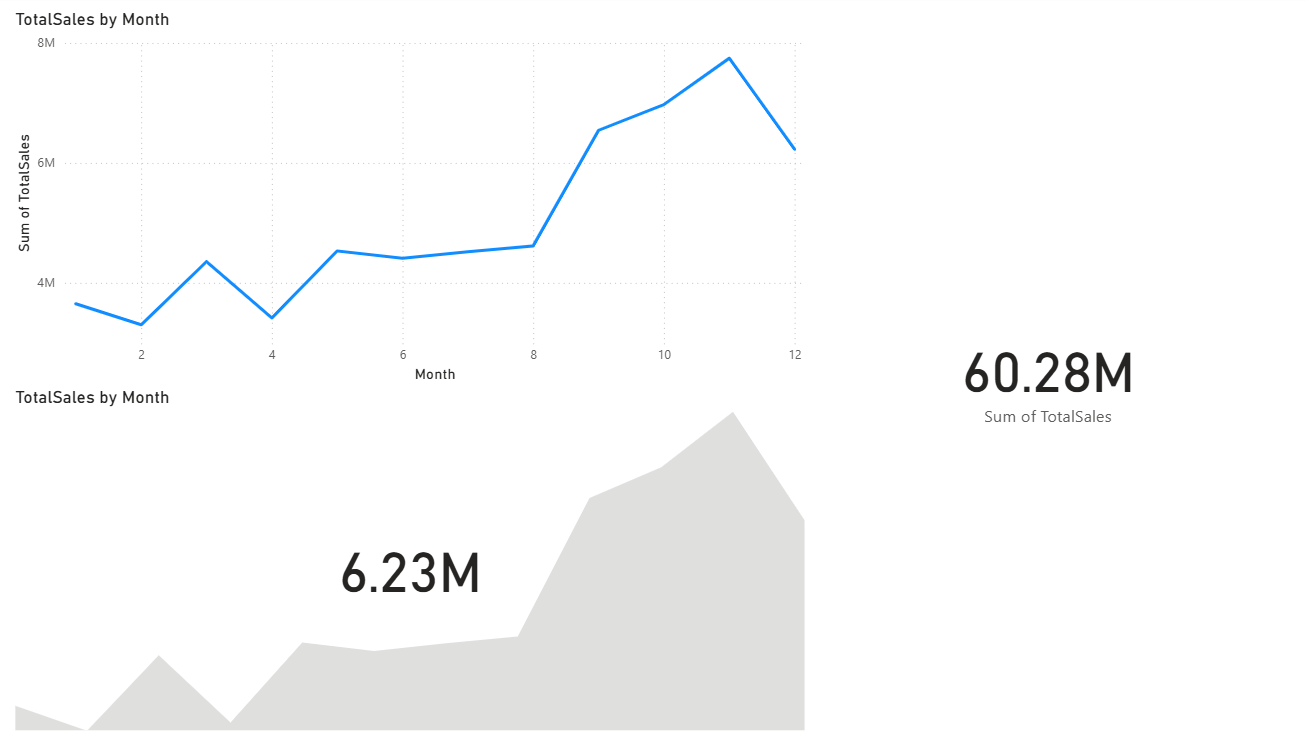 TotalSales by Month
8M
6M
4M
Sum of TotalSales
2 4 6 8 10 12
Month
TotalSales by Month
6.23M
60.28M
Sum of TotalSales